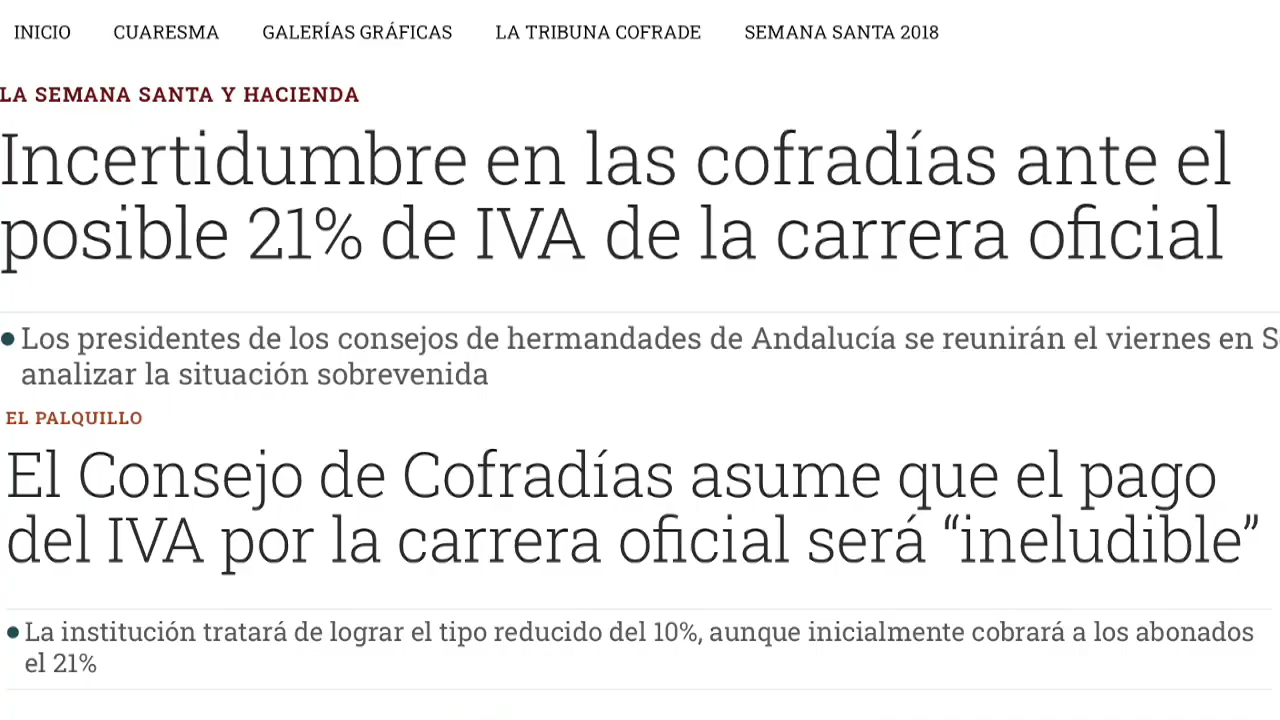 INICIO CUARESMA GALERÍAS GRÁFICAS LA TRIBUNA COFRADE SEMANA SANTA 2018
LA SEMANA SANTA Y HACIENDA
Incertidumbre en las cofradías ante el
posible 21% de IVA de la carrera oficial
Los presidentes de los consejos de hermandades de Andalucía se reunirán el viernes en
analizar la situación sobrevenida
EL PALQUILLO
El Consejo de Cofradías asume que el pago
del IVA por la carrera oficial será “ineludible”
La institución tratará de lograr el tipo reducido del 10%, aunque inicialmente cobrará a los abonados
el 21%